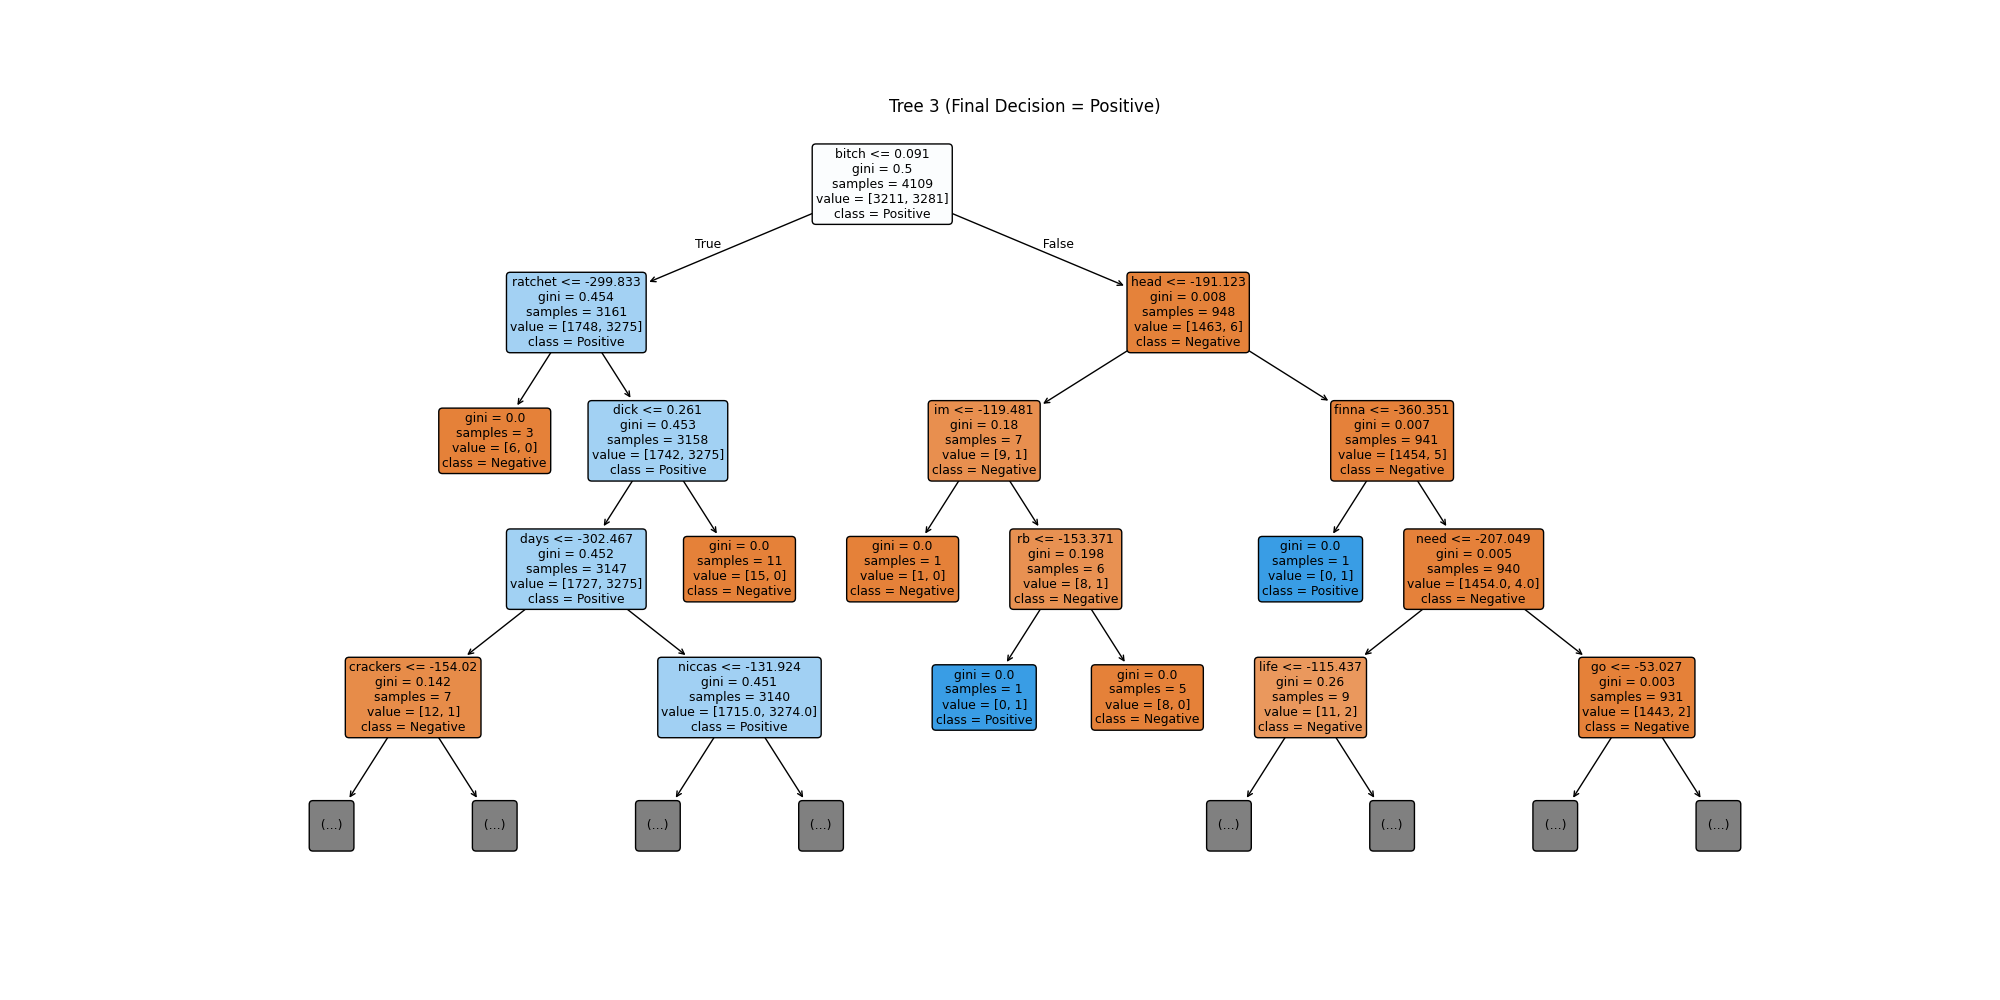 Tree 3 (Final Decision = Positive)
bitch <= 0.091
gini = 0.5
samples = 4109
value = [3211, 3281]
class = Positive
True
False
ratchet <= -299.833
gini = 0.454
samples = 3161
value = [1748, 3275]
class = Positive
head <= -191.123
gini = 0.008
samples = 948
value = [1463, 6]
class = Negative
gini = 0.0
samples = 3
value = [6, 0]
class = Negative
dick <= 0.261
gini = 0.453
samples = 3158
value = [1742, 3275]
class = Positive
im <= -119.481
gini = 0.18
samples = 7
value = [9, 1]
class = Negative
finna <= -360.351
gini = 0.007
samples = 941
value = [1454, 5]
class = Negative
days <= -302.467
gini = 0.452
samples = 3147
value = [1727, 3275]
class = Positive
gini = 0.0
samples = 11
value = [15, 0]
class = Negative
gini = 0.0
samples = 1
value = [1, 0]
class = Negative
rb <= -153.371
gini = 0.198
samples = 6
value = [8, 1]
class = Negative
gini = 0.0
samples = 1
value = [0, 1]
class = Positive
need <= -207.049
gini = 0.005
samples = 940
value = [1454.0, 4.0]
class = Negative
crackers <= -154.02
gini = 0.142
samples = 7
value = [12, 1]
class = Negative
niccas <= -131.924
gini = 0.451
samples = 3140
value = [1715.0, 3274.0]
class = Positive
gini = 0.0
samples = 1
value = [0, 1]
class = Positive
gini = 0.0
samples = 5
value = [8, 0]
class = Negative
life <= -115.437
gini = 0.26
samples = 9
value = [11, 2]
class = Negative
go <= -53.027
gini = 0.003
samples = 931
value = [1443, 2]
class = Negative
(...)
(...)
(...)
(...)
(...)
(...)
(...)
(...)